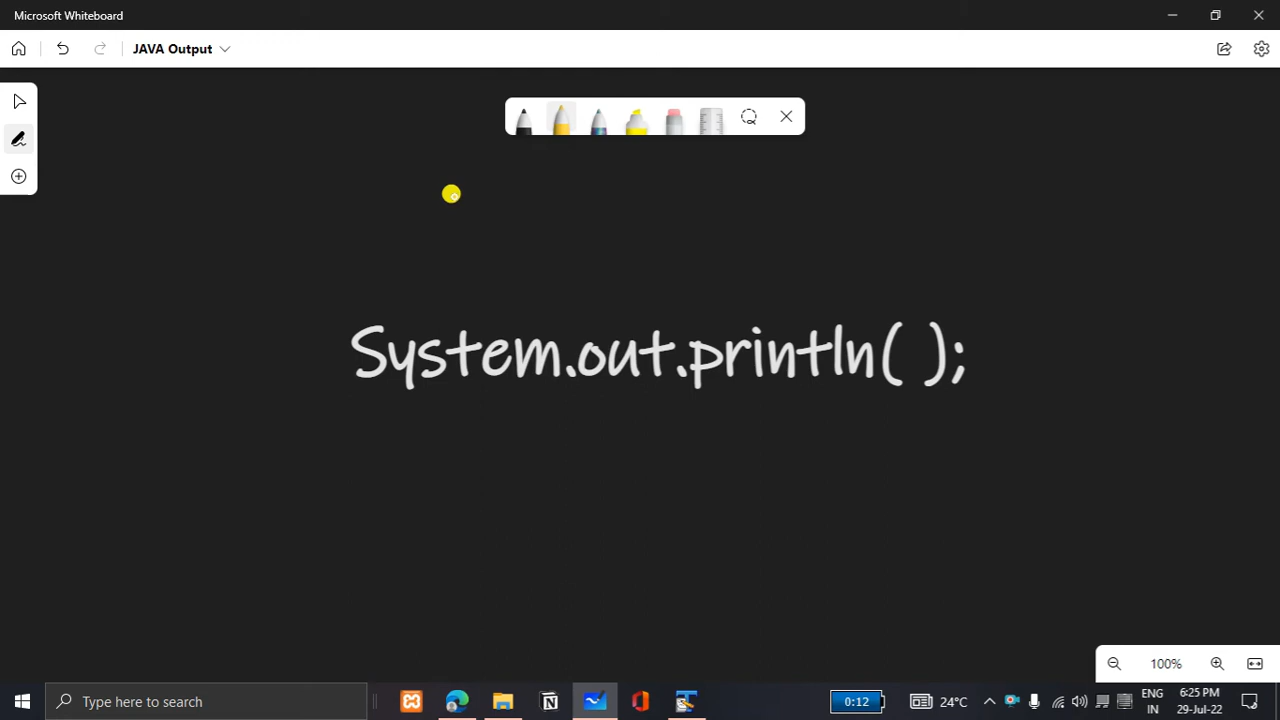 Microsoft Whiteboard
JAVA Output
System.out.println( );
100%
Type here to search
0:12
24°C
ENG
IN
6:25 PM
29-Jul-22